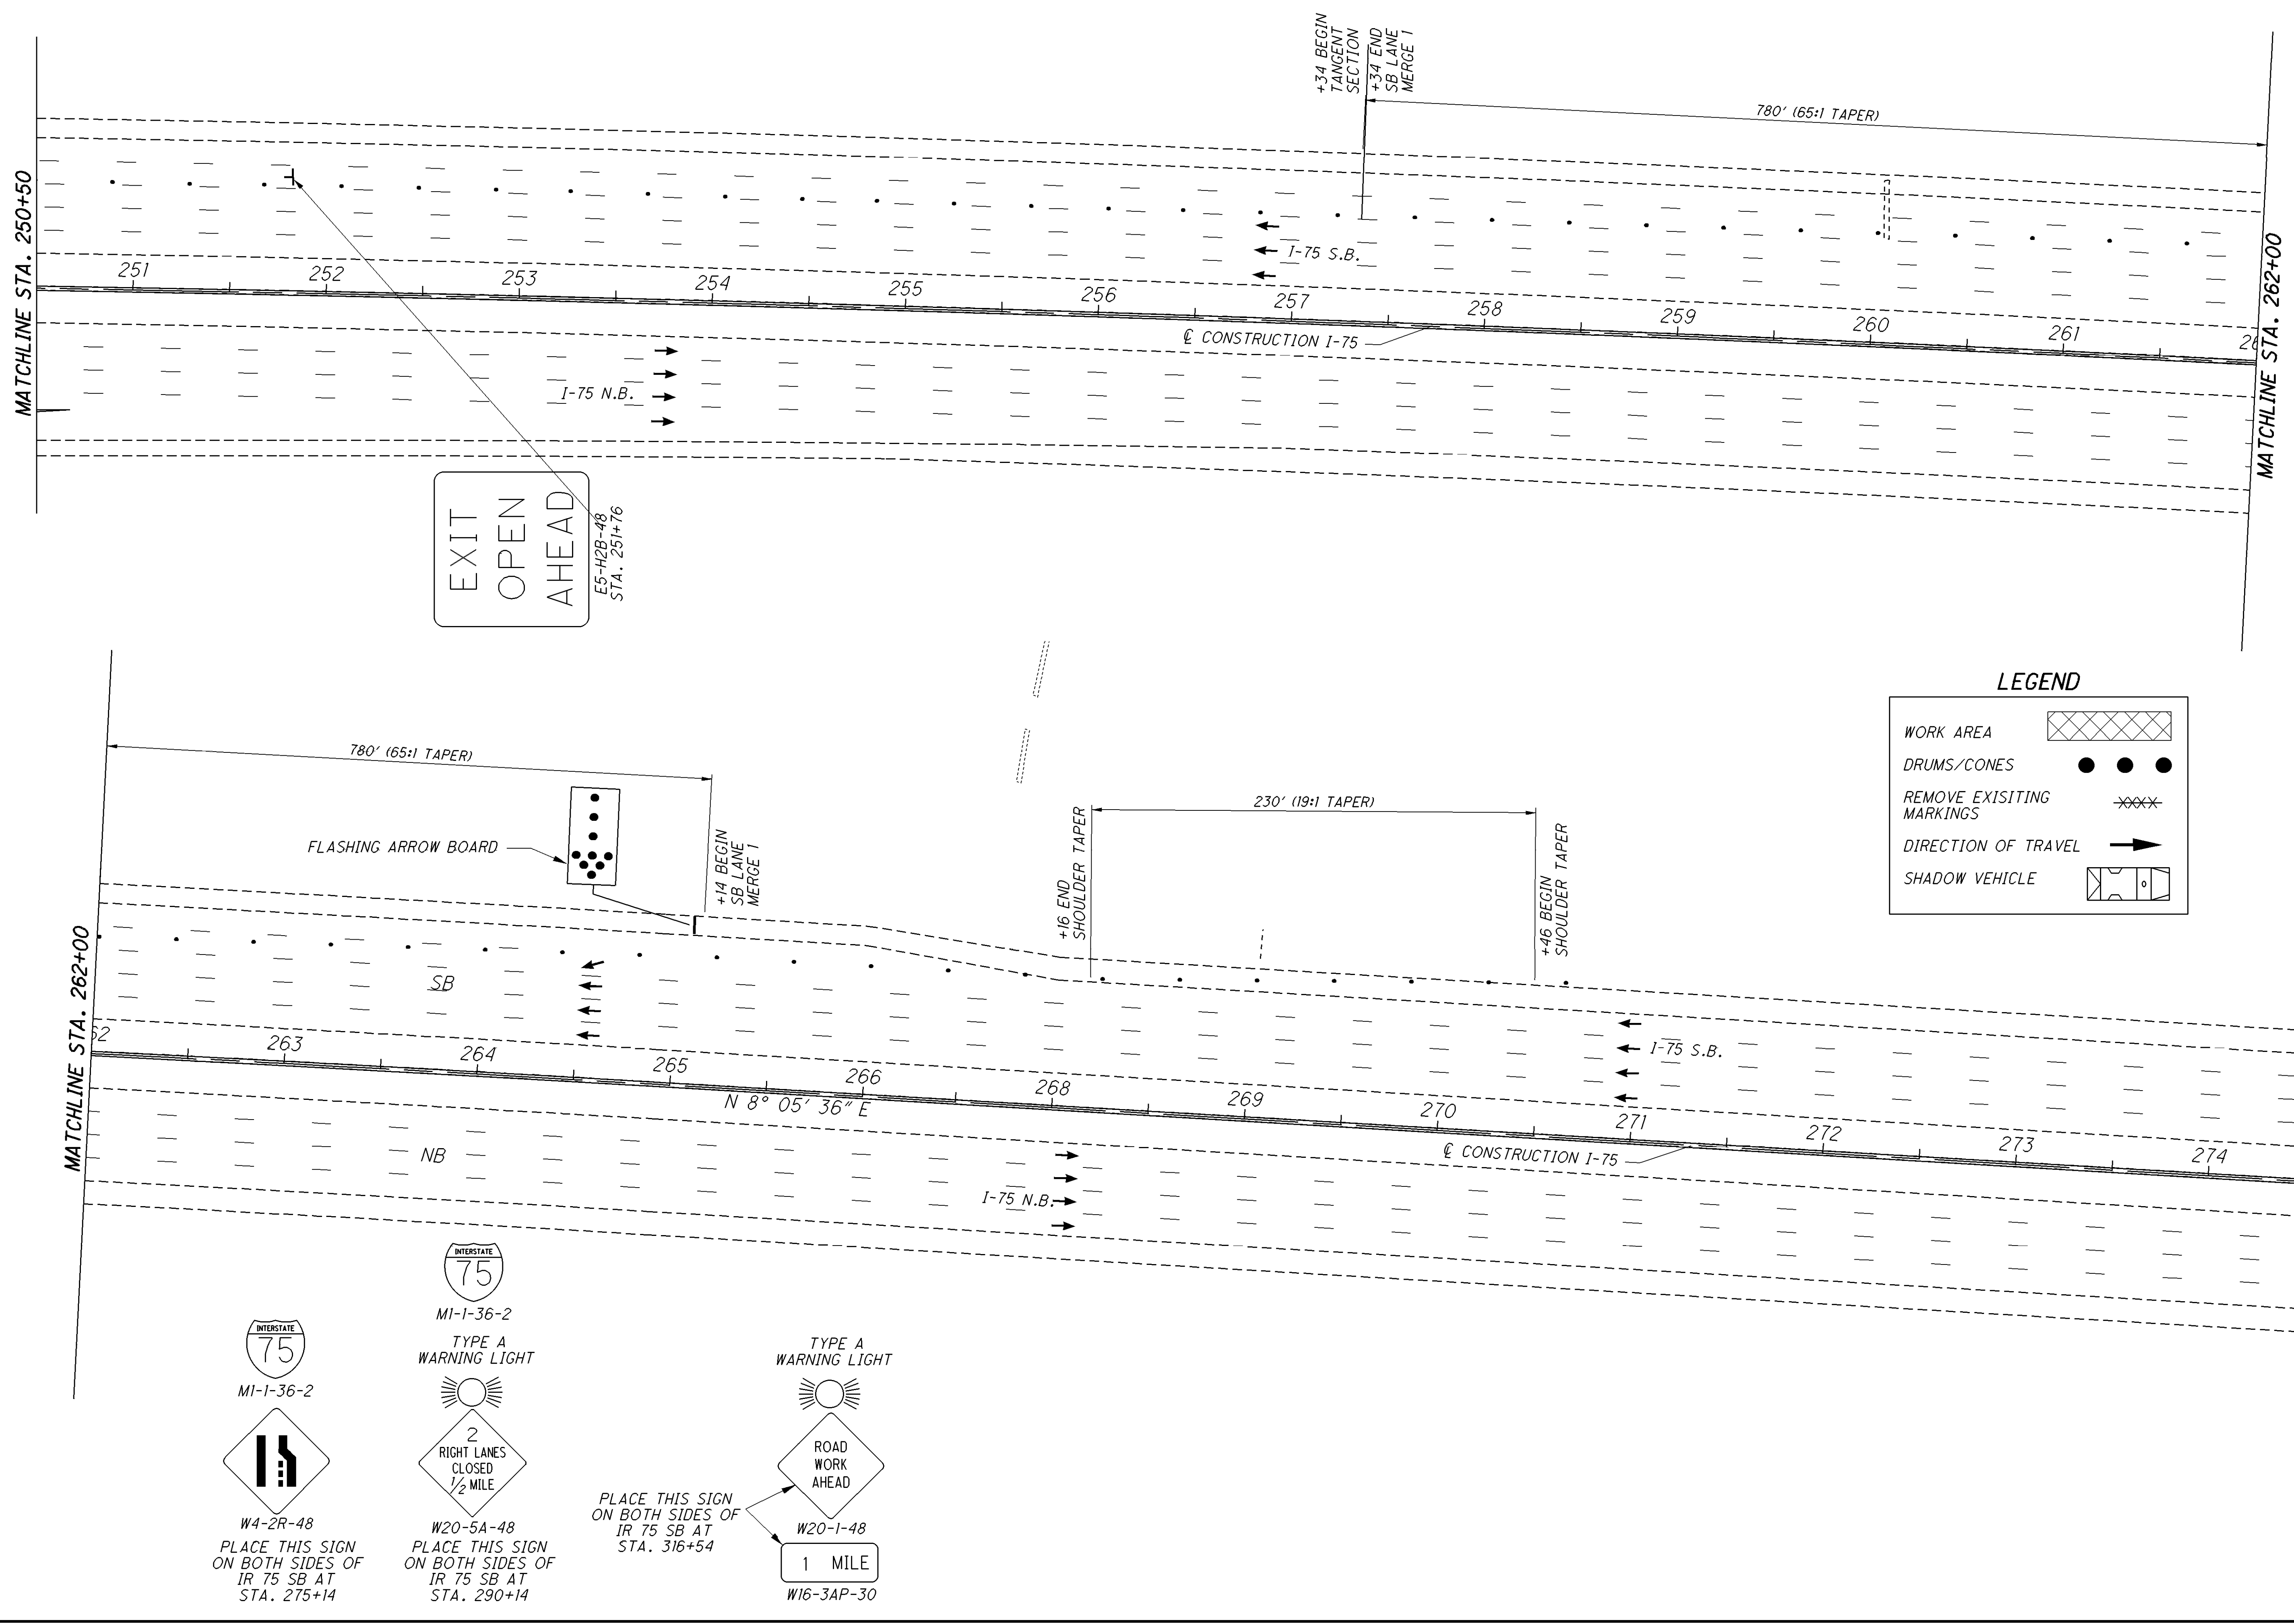 +34 BEGIN
TANGENT
SECTION
+34 END
SB LANE
MERGE 1
780' (65:1 TAPER)
MATCHLINE STA. 250+50
I-75 S.B.
251
252
253
254
255
256
257
258
259
260
261
℄ CONSTRUCTION I-75
I-75 N.B.
MATCHLINE STA. 262+00
EXIT
OPEN
AHEAD
E5-H2B-48
STA. 251+76
LEGEND
WORK AREA
DRUMS/CONES
REMOVE EXISITING
MARKINGS
DIRECTION OF TRAVEL
SHADOW VEHICLE
780' (65:1 TAPER)
FLASHING ARROW BOARD
+14 BEGIN
SB LANE
MERGE 1
230' (19:1 TAPER)
+16 END
SHOULDER TAPER
+46 BEGIN
SHOULDER TAPER
MATCHLINE STA. 262+00
SB
I-75 S.B.
263
264
265
266
268
269
270
271
272
273
274
N 8° 05' 36" E
℄ CONSTRUCTION I-75
NB
I-75 N.B.
INTERSTATE
75
M1-1-36-2
W4-2R-48
PLACE THIS SIGN
ON BOTH SIDES OF
IR 75 SB AT
STA. 275+14
INTERSTATE
75
M1-1-36-2
TYPE A
WARNING LIGHT
2
RIGHT LANES
CLOSED
1/2 MILE
W20-5A-48
PLACE THIS SIGN
ON BOTH SIDES OF
IR 75 SB AT
STA. 290+14
TYPE A
WARNING LIGHT
ROAD
WORK
AHEAD
W20-1-48
PLACE THIS SIGN
ON BOTH SIDES OF
IR 75 SB AT
STA. 316+54
1 MILE
W16-3AP-30